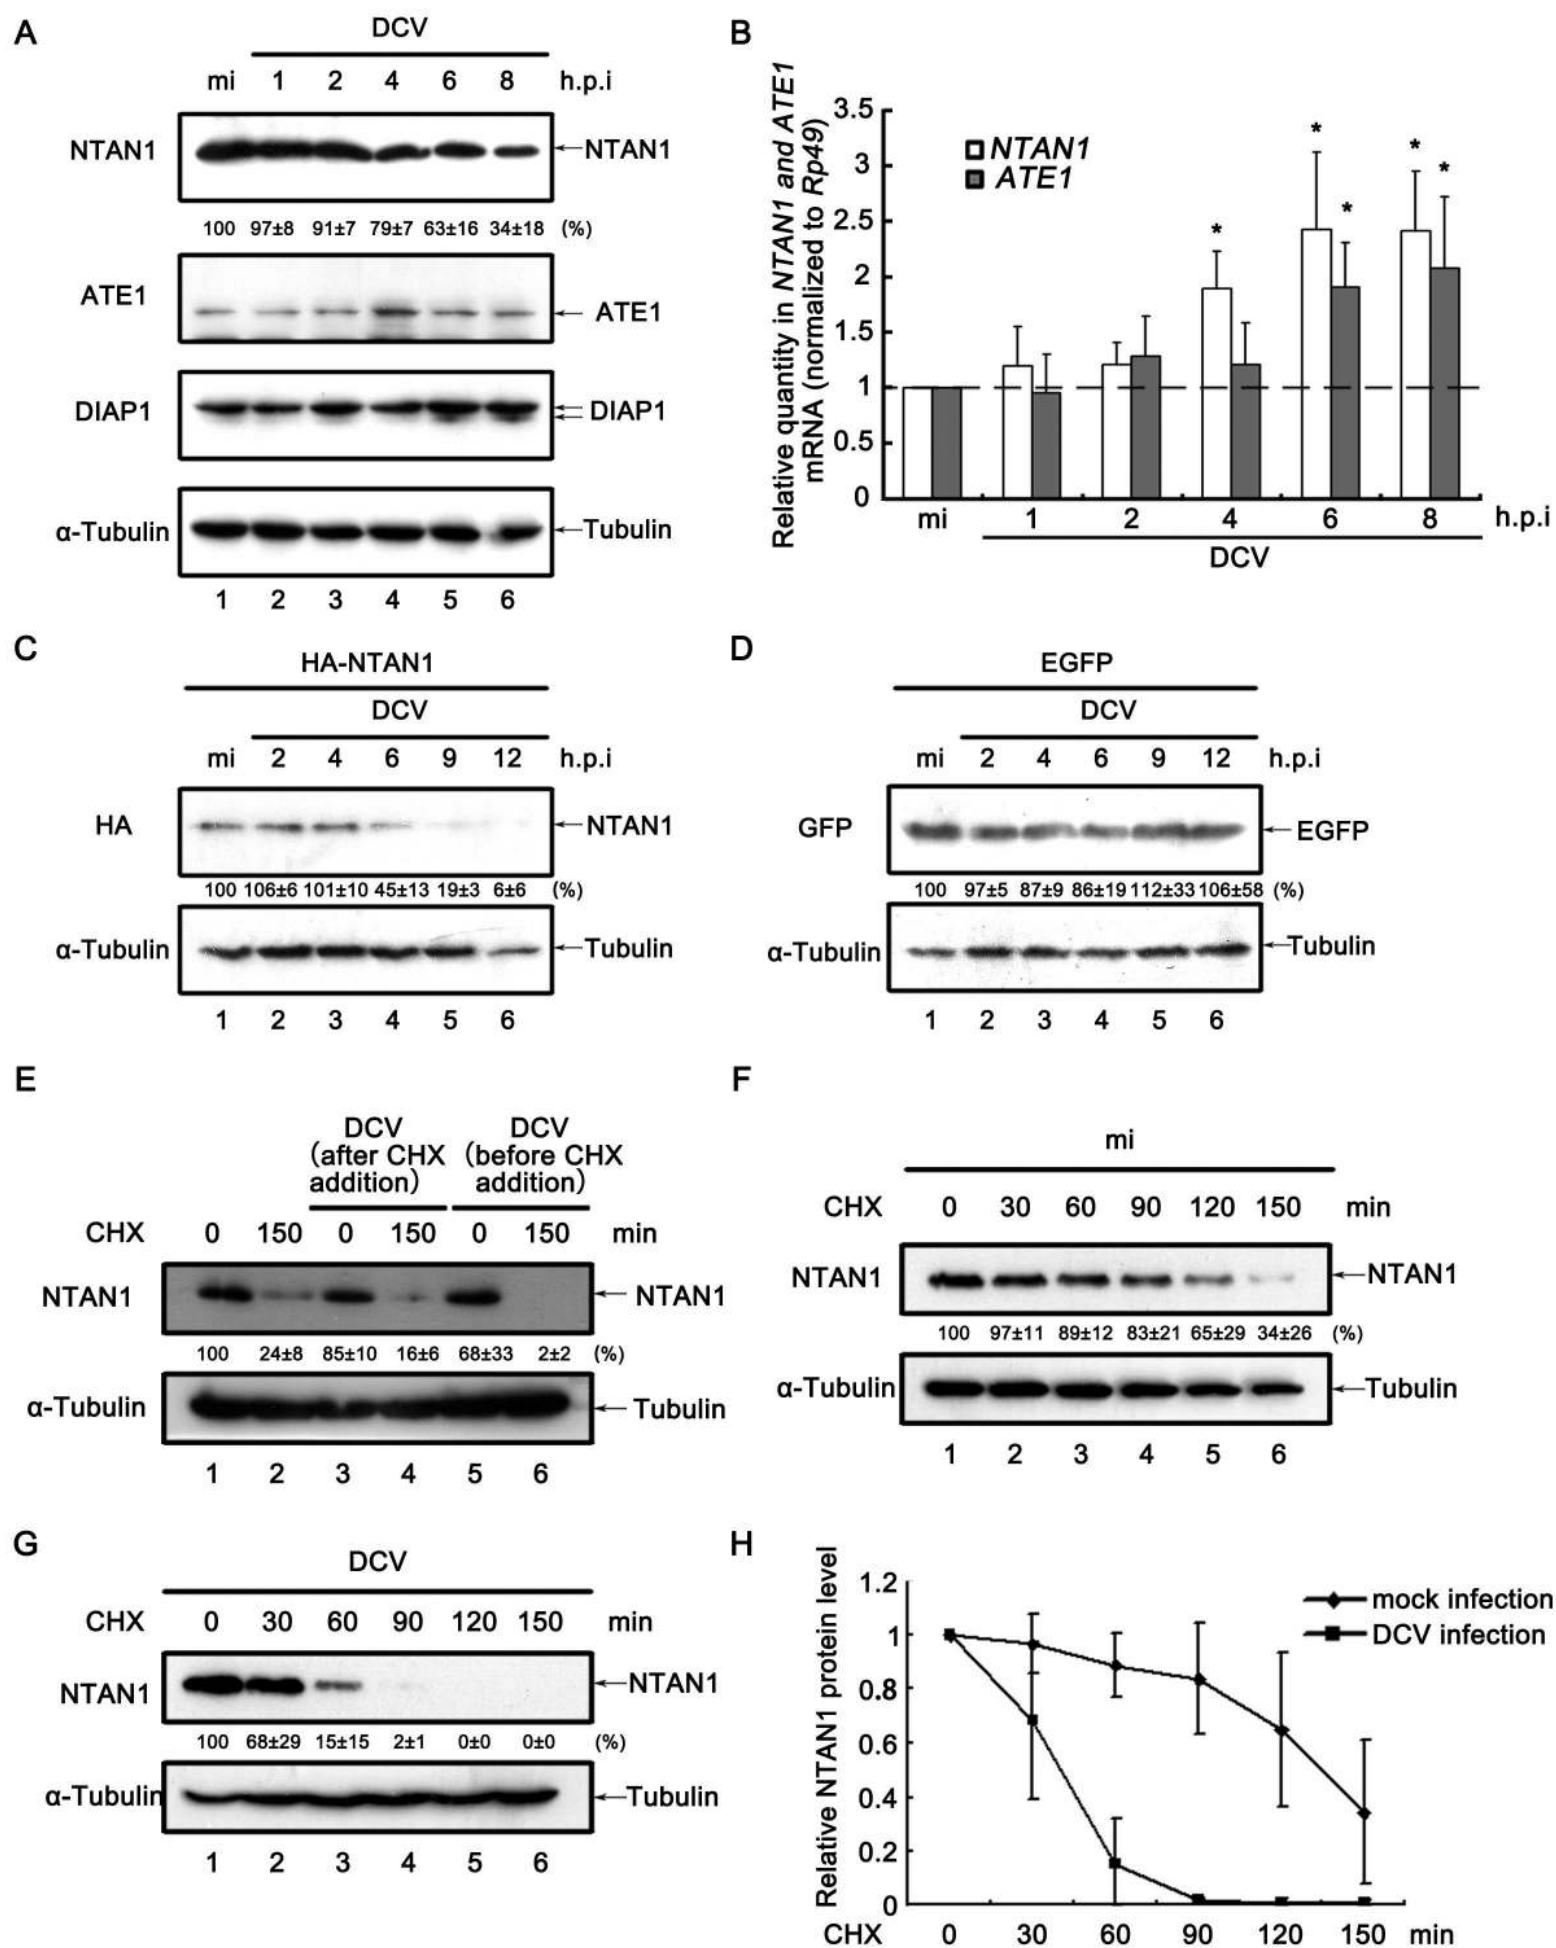 A
DCV
mi 1 2 4 6 8 h.p.i
NTAN1 ←NTAN1
100 97±8 91±7 79±7 63±16 34±18 (%)
ATE1 ← ATE1
DIAP1 ← DIAP1
α-Tubulin ←Tubulin
1 2 3 4 5 6
B
Relative quantity in NTAN1 and ATE1
mRNA (normalized to Rp49)
3.5
3
2.5
2
1.5
1
0.5
0
NTAN1
ATE1
* * * * *
mi 1 2 4 6 8 h.p.i
DCV
C
HA-NTAN1
DCV
mi 2 4 6 9 12 h.p.i
HA ←NTAN1
100 106±6 101±10 45±13 19±3 6±6 (%)
α-Tubulin ←Tubulin
1 2 3 4 5 6
D
EGFP
DCV
mi 2 4 6 9 12 h.p.i
GFP ←EGFP
100 97±5 87±9 86±19 112±33 106±58 (%)
α-Tubulin ←Tubulin
1 2 3 4 5 6
E
DCV
(after CHX
addition)
DCV
(before CHX
addition)
CHX 0 150 0 150 0 150 min
NTAN1 ← NTAN1
100 24±8 85±10 16±6 68±33 2±2 (%)
α-Tubulin ← Tubulin
1 2 3 4 5 6
F
mi
CHX 0 30 60 90 120 150 min
NTAN1 ←NTAN1
100 97±11 89±12 83±21 65±29 34±26 (%)
α-Tubulin ←Tubulin
1 2 3 4 5 6
G
DCV
CHX 0 30 60 90 120 150 min
NTAN1 ←NTAN1
100 68±29 15±15 2±1 0±0 0±0 (%)
α-Tubulin ←Tubulin
1 2 3 4 5 6
H
Relative NTAN1 protein level
1.2
1
0.8
0.6
0.4
0.2
0
mock infection
DCV infection
CHX 0 30 60 90 120 150 min